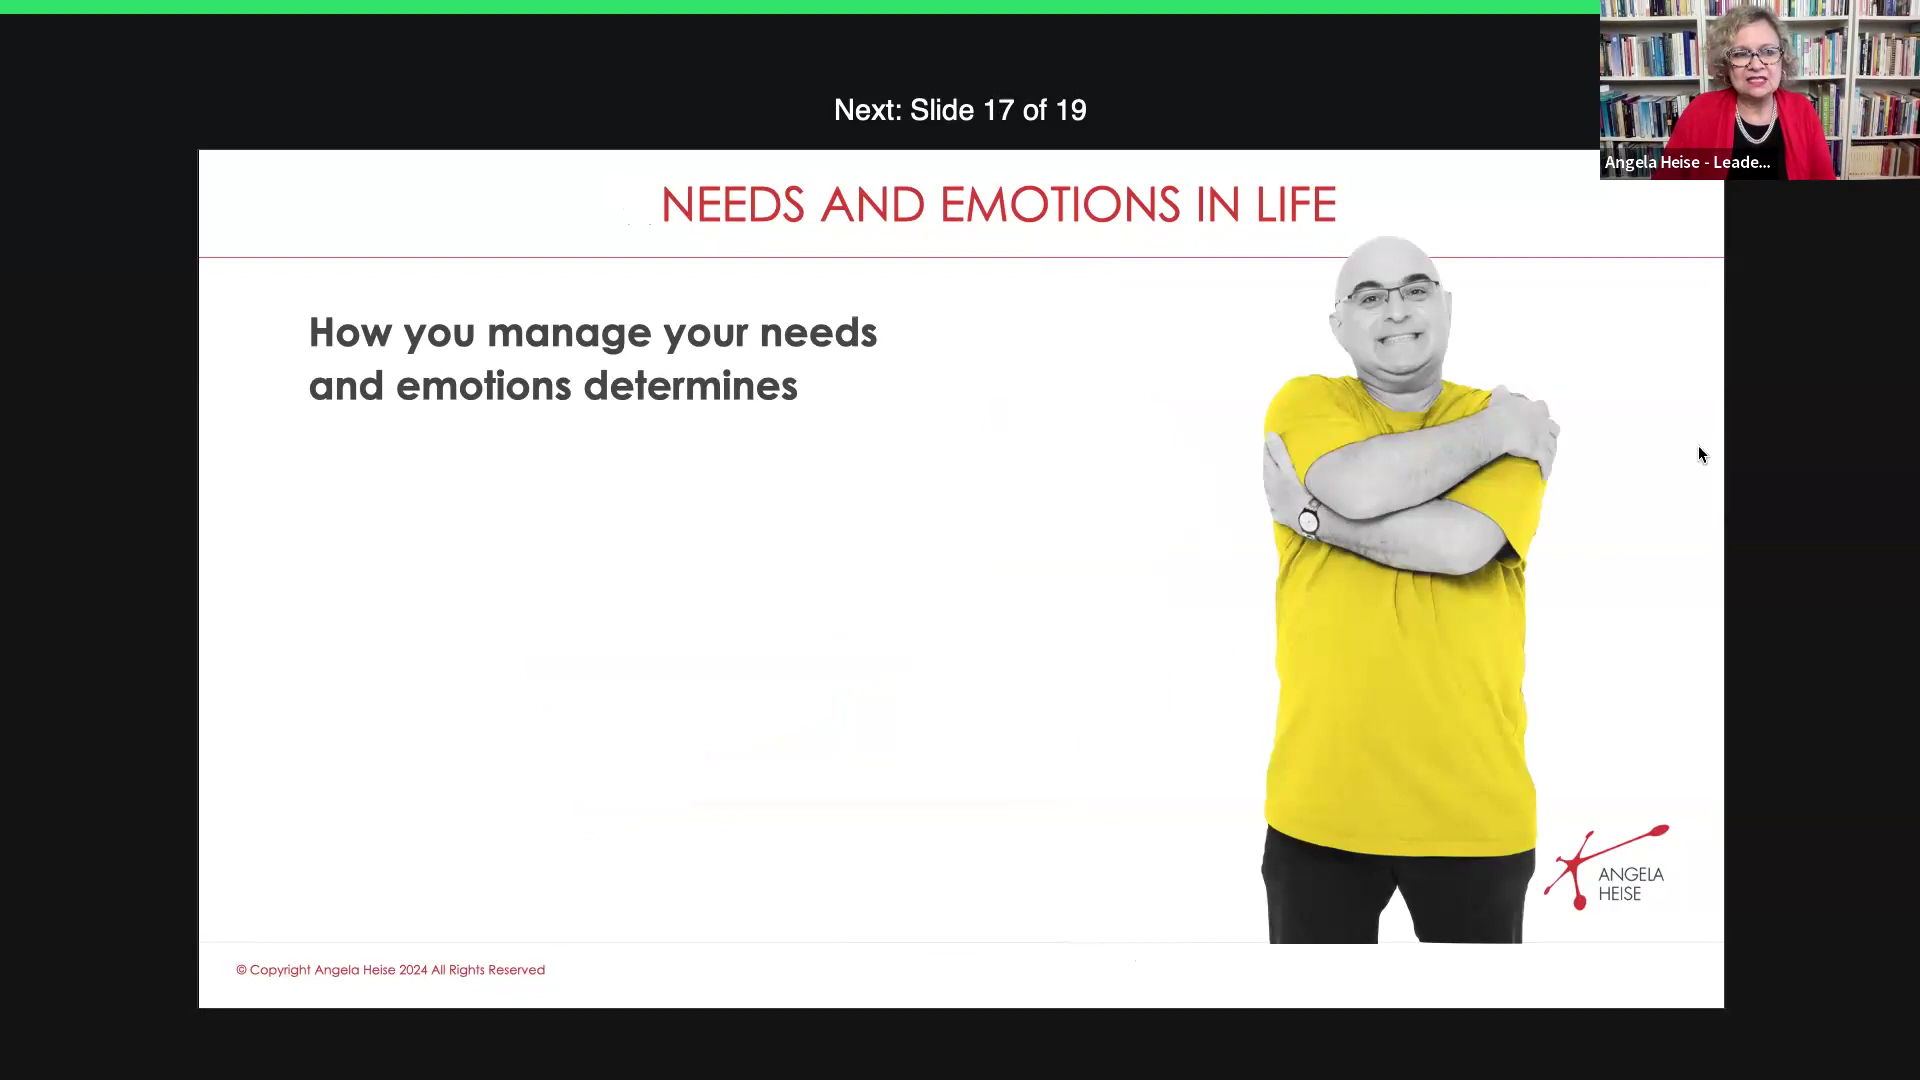 Next: Slide 17 of 19
Angela Heise - Leade...
NEEDS AND EMOTIONS IN LIFE
How you manage your needs
and emotions determines
ANGELA
HEISE
© Copyright Angela Heise 2024 All Rights Reserved